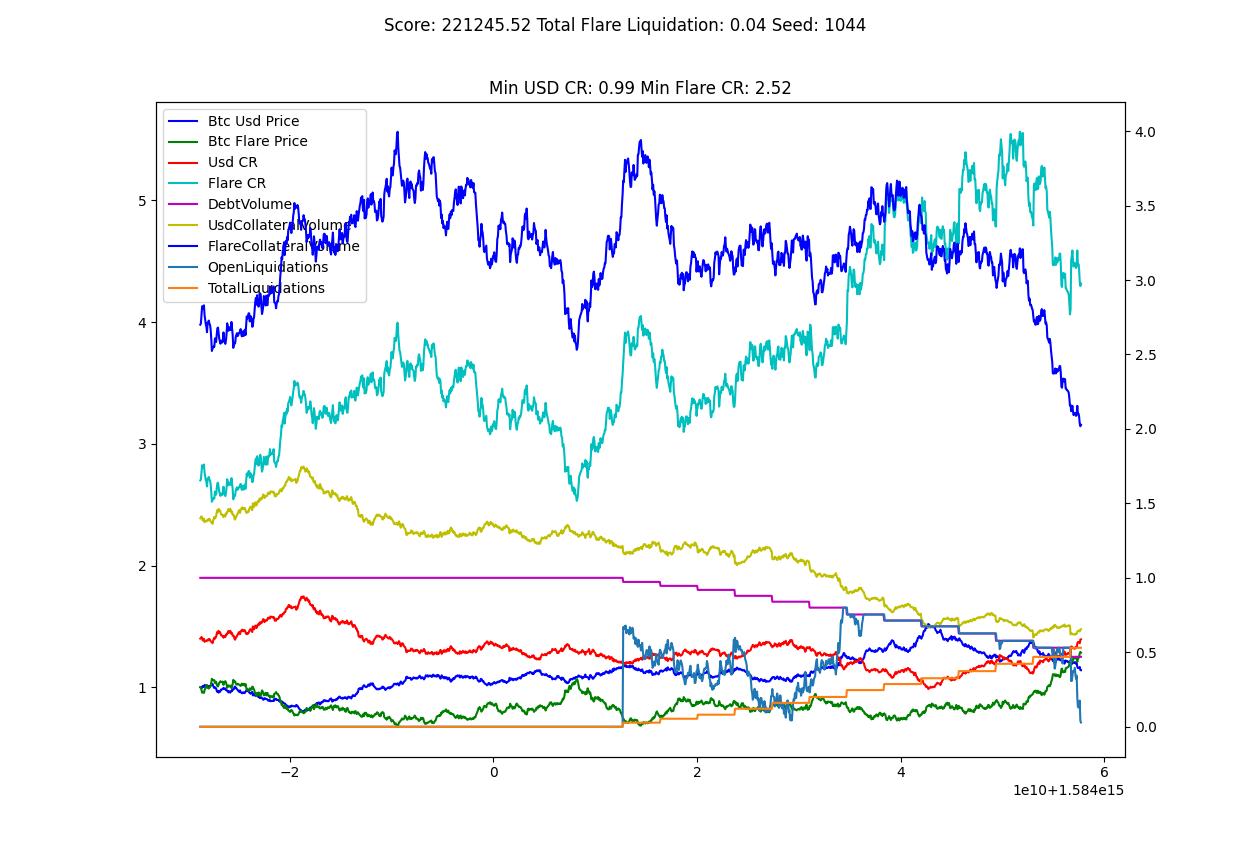 Score: 221245.52 Total Flare Liquidation: 0.04 Seed: 1044
Min USD CR: 0.99 Min Flare CR: 2.52
Btc Usd Price
Btc Flare Price
Usd CR
Flare CR
DebtVolume
UsdCollateralVolume
FlareCollateralVolume
OpenLiquidations
TotalLiquidations
5
4
3
2
1
4.0
3.5
3.0
2.5
2.0
1.5
1.0
0.5
0.0
−2 0 2 4 6
1e10+1.584e15